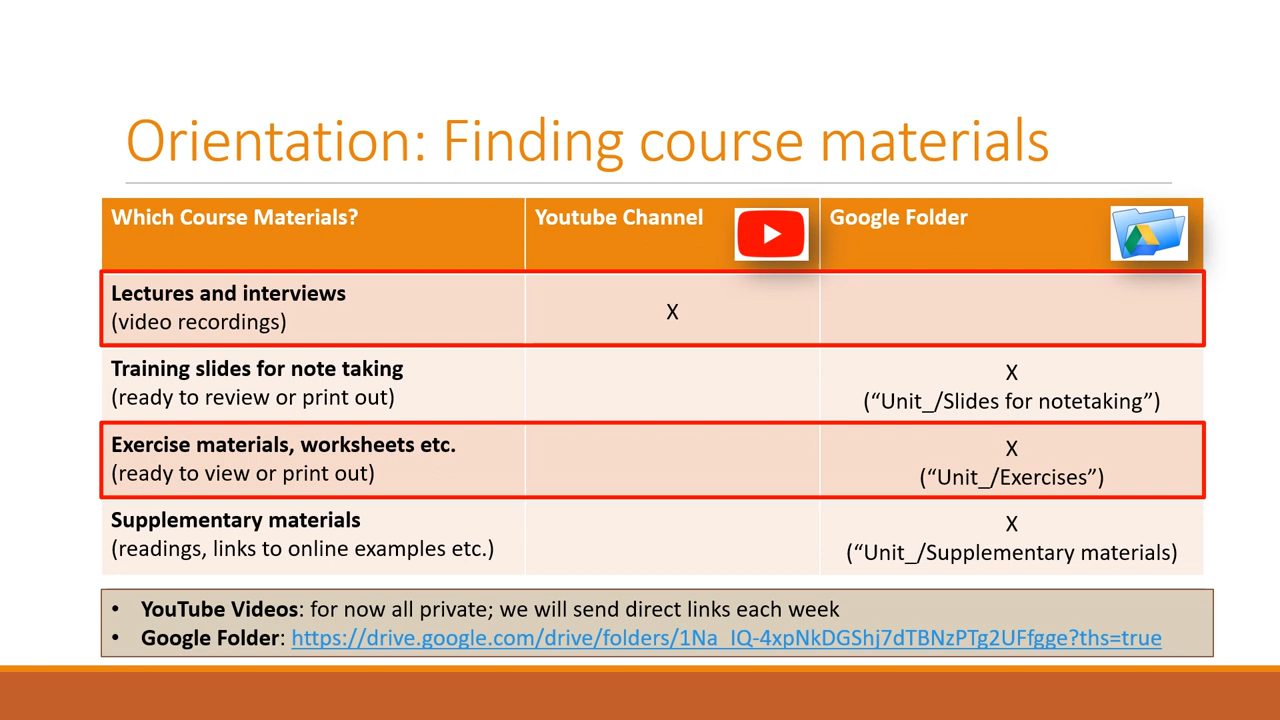 Orientation: Finding course materials
Which Course Materials?
Youtube Channel
Google Folder
Lectures and interviews
(video recordings)
X
Training slides for note taking
(ready to review or print out)
X
(“Unit_/Slides for notetaking”)
Exercise materials, worksheets etc.
(ready to view or print out)
X
(“Unit_/Exercises”)
Supplementary materials
(readings, links to online examples etc.)
X
(“Unit_/Supplementary materials)
• YouTube Videos: for now all private; we will send direct links each week
• Google Folder: https://drive.google.com/drive/folders/1Na_IQ-4xpNkDGShj7dTBNzPTg2UFfgge?ths=true